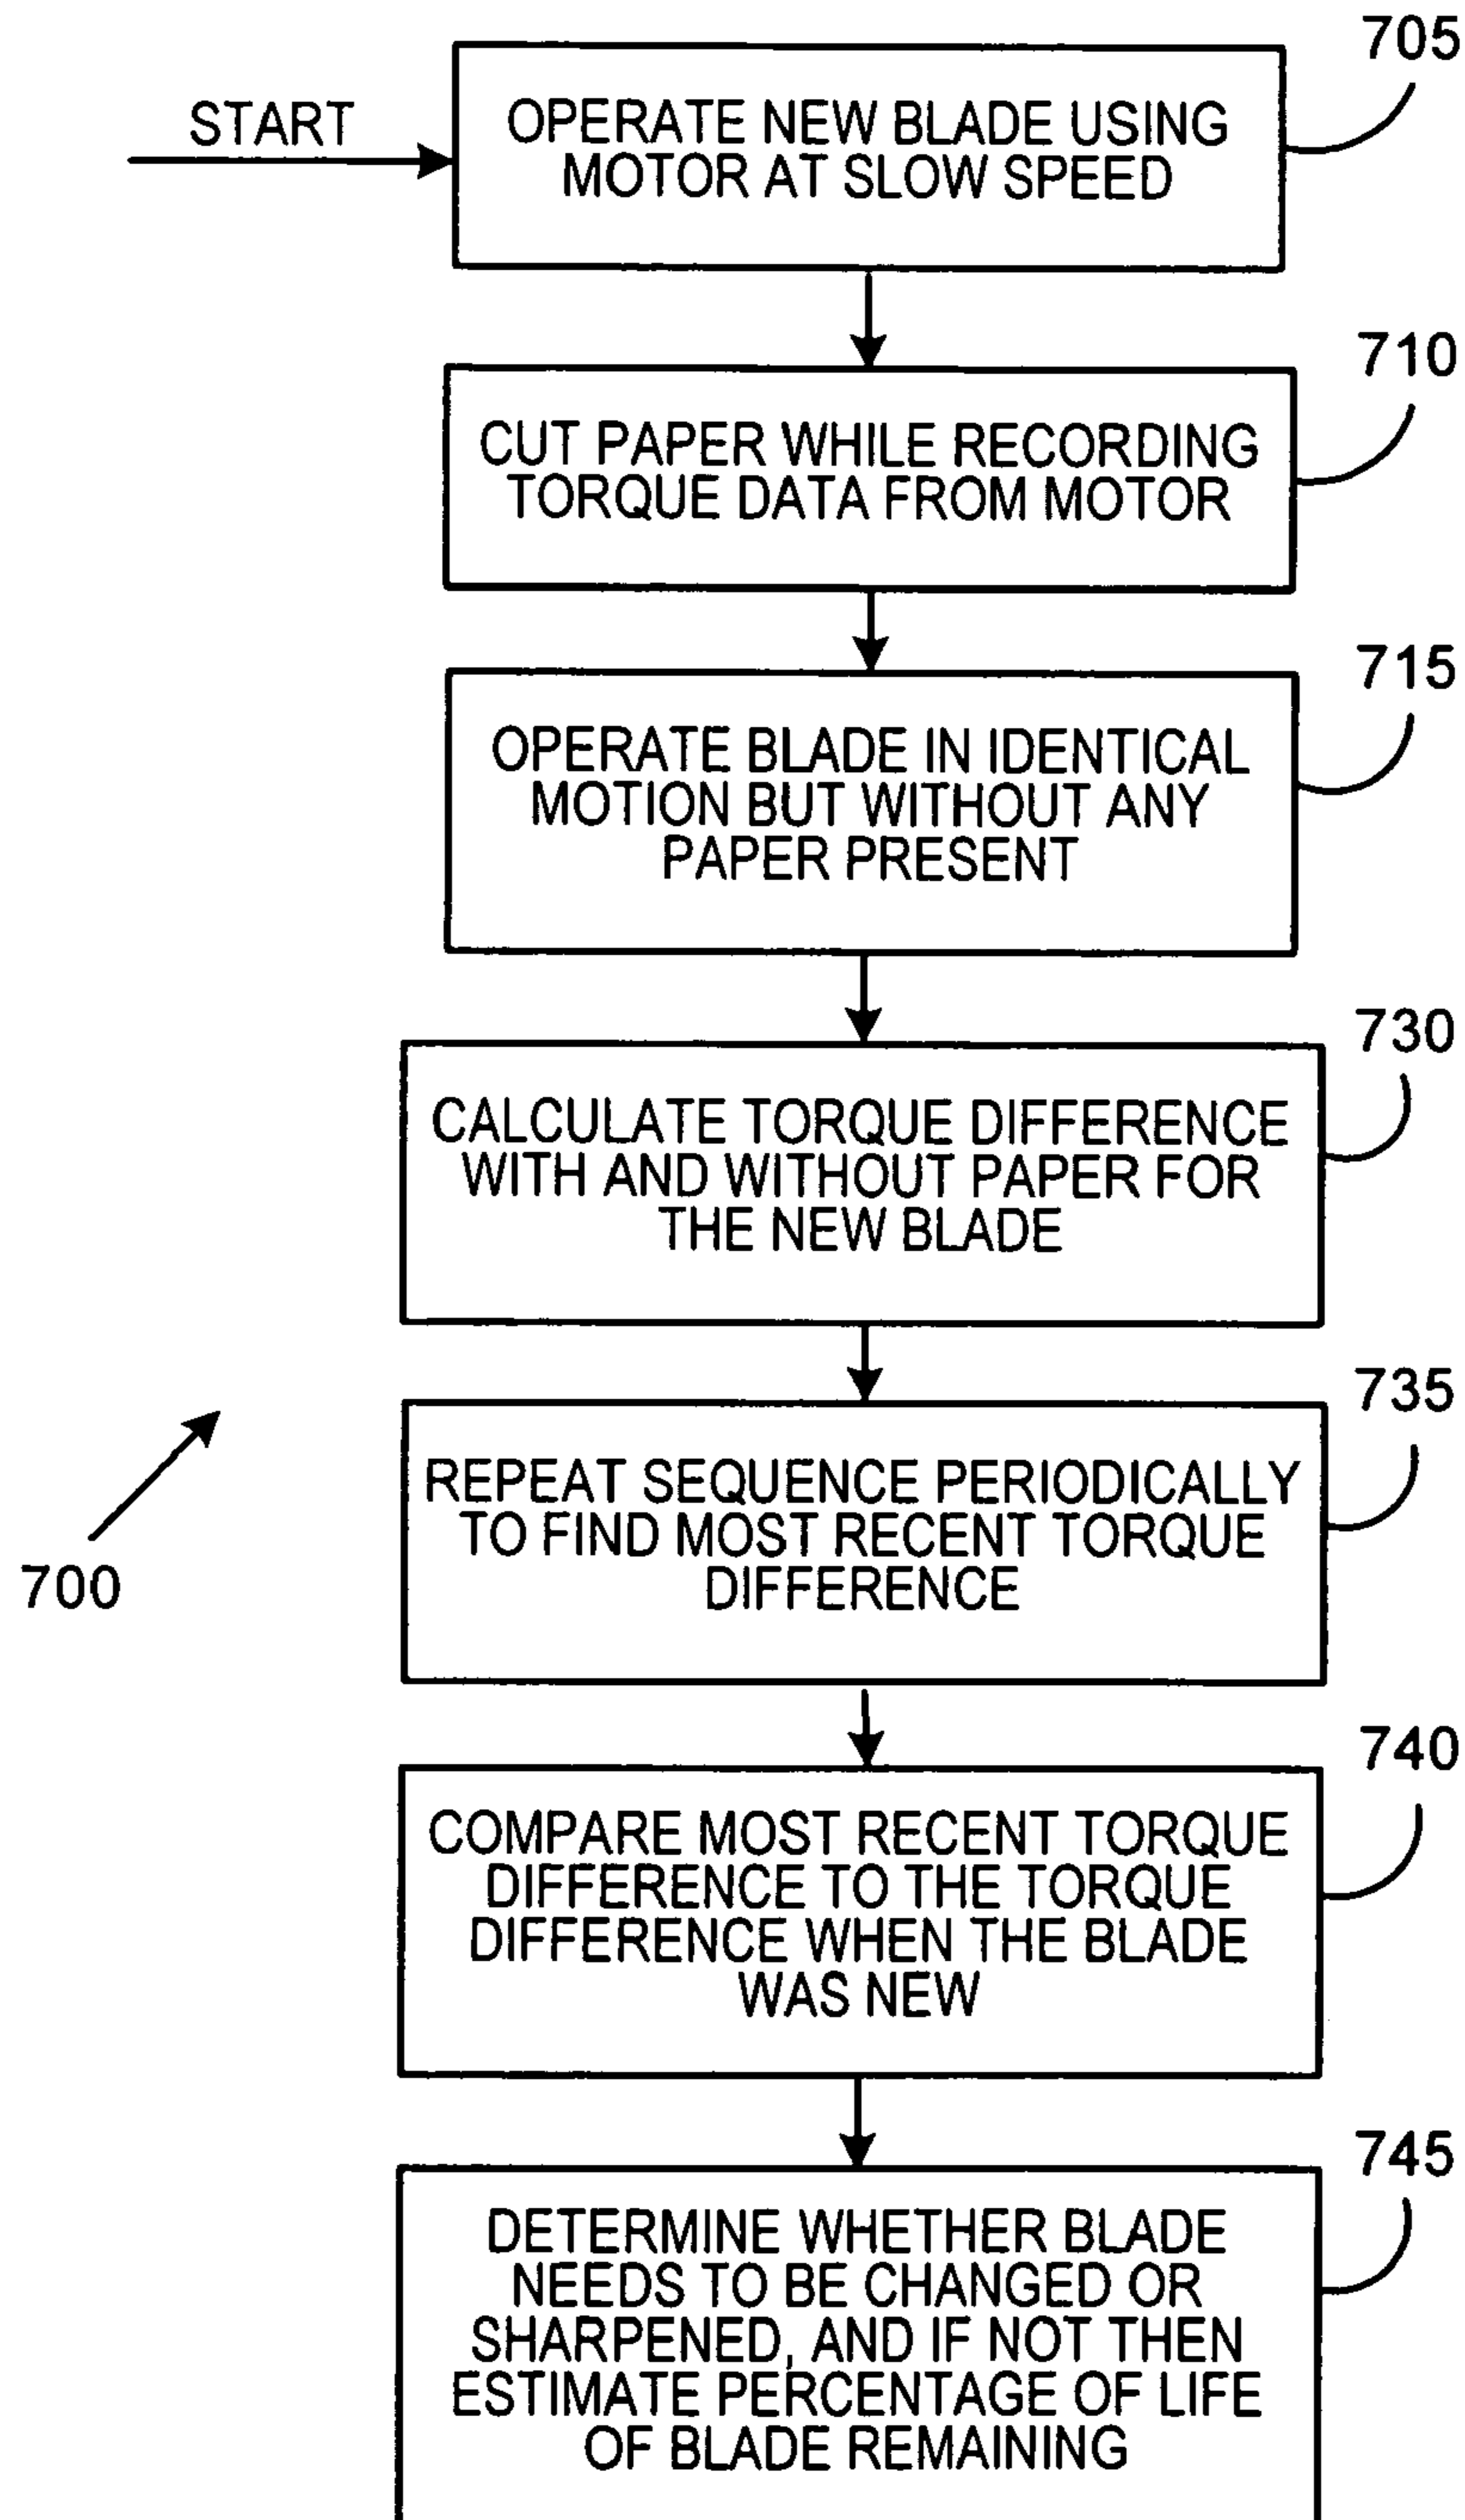 705
START
OPERATE NEW BLADE USING
MOTOR AT SLOW SPEED
710
CUT PAPER WHILE RECORDING
TORQUE DATA FROM MOTOR
715
OPERATE BLADE IN IDENTICAL
MOTION BUT WITHOUT ANY
PAPER PRESENT
730
CALCULATE TORQUE DIFFERENCE
WITH AND WITHOUT PAPER FOR
THE NEW BLADE
735
REPEAT SEQUENCE PERIODICALLY
TO FIND MOST RECENT TORQUE
DIFFERENCE
700
740
COMPARE MOST RECENT TORQUE
DIFFERENCE TO THE TORQUE
DIFFERENCE WHEN THE BLADE
WAS NEW
745
DETERMINE WHETHER BLADE
NEEDS TO BE CHANGED OR
SHARPENED, AND IF NOT THEN
ESTIMATE PERCENTAGE OF LIFE
OF BLADE REMAINING